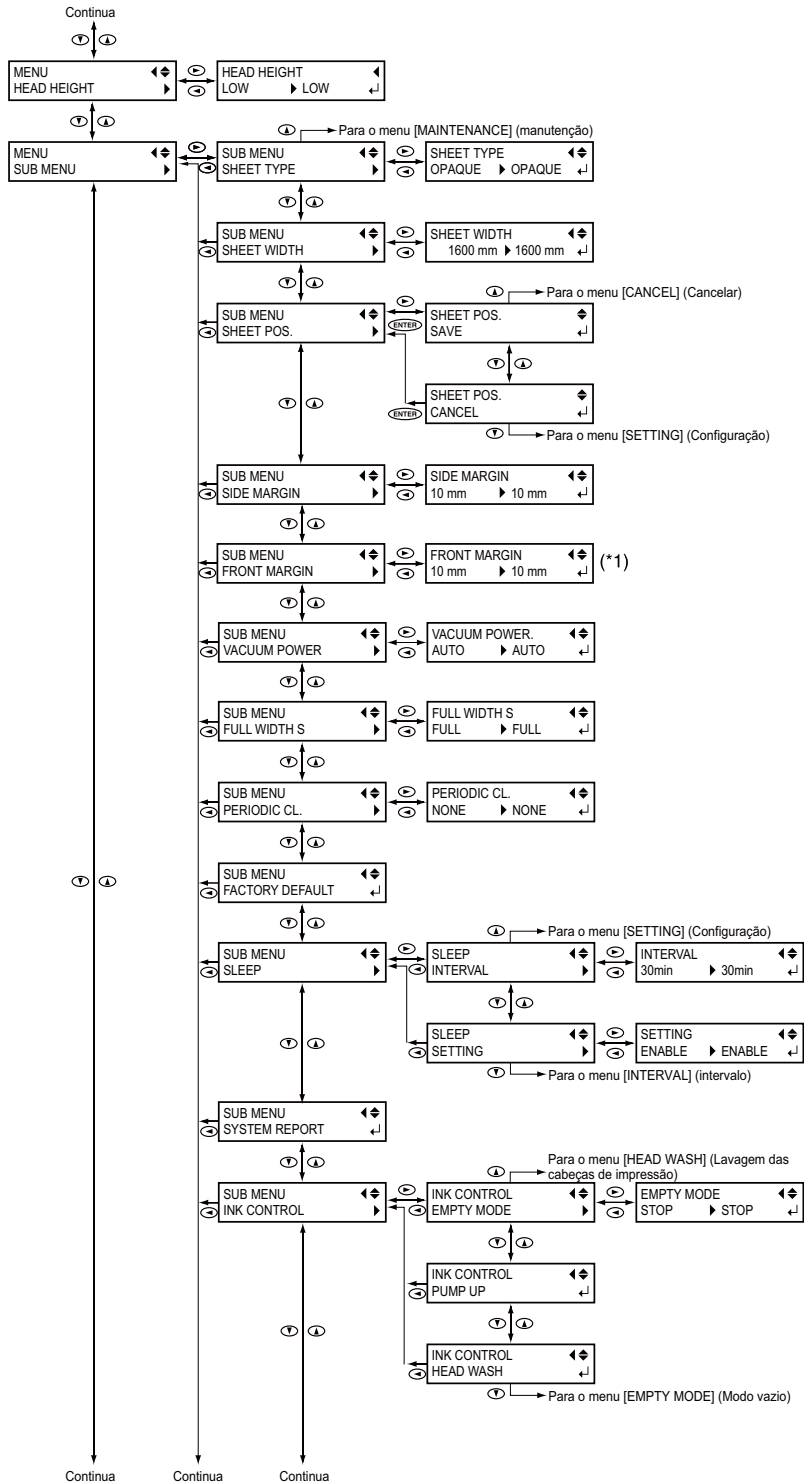 Continua
MENU
HEAD HEIGHT
HEAD HEIGHT
LOW LOW
Para o menu [MAINTENANCE] (manutenção)
MENU
SUB MENU
SUB MENU
SHEET TYPE
SHEET TYPE
OPAQUE OPAQUE
SUB MENU
SHEET WIDTH
SHEET WIDTH
1600 mm 1600 mm
Para o menu [CANCEL] (Cancelar)
SUB MENU
SHEET POS.
ENTER
SHEET POS.
SAVE
ENTER
SHEET POS.
CANCEL
Para o menu [SETTING] (Configuração)
SUB MENU
SIDE MARGIN
SIDE MARGIN
10 mm 10 mm
SUB MENU
FRONT MARGIN
FRONT MARGIN
10 mm 10 mm
(*1)
SUB MENU
VACUUM POWER
VACUUM POWER.
AUTO AUTO
SUB MENU
FULL WIDTH S
FULL WIDTH S
FULL FULL
SUB MENU
PERIODIC CL.
PERIODIC CL.
NONE NONE
SUB MENU
FACTORY DEFAULT
Para o menu [SETTING] (Configuração)
SUB MENU
SLEEP
SLEEP
INTERVAL
INTERVAL
30min 30min
SLEEP
SETTING
SETTING
ENABLE ENABLE
Para o menu [INTERVAL] (intervalo)
SUB MENU
SYSTEM REPORT
Para o menu [HEAD WASH] (Lavagem das
cabeças de impressão)
SUB MENU
INK CONTROL
INK CONTROL
EMPTY MODE
EMPTY MODE
STOP STOP
INK CONTROL
PUMP UP
INK CONTROL
HEAD WASH
Para o menu [EMPTY MODE] (Modo vazio)
Continua Continua Continua